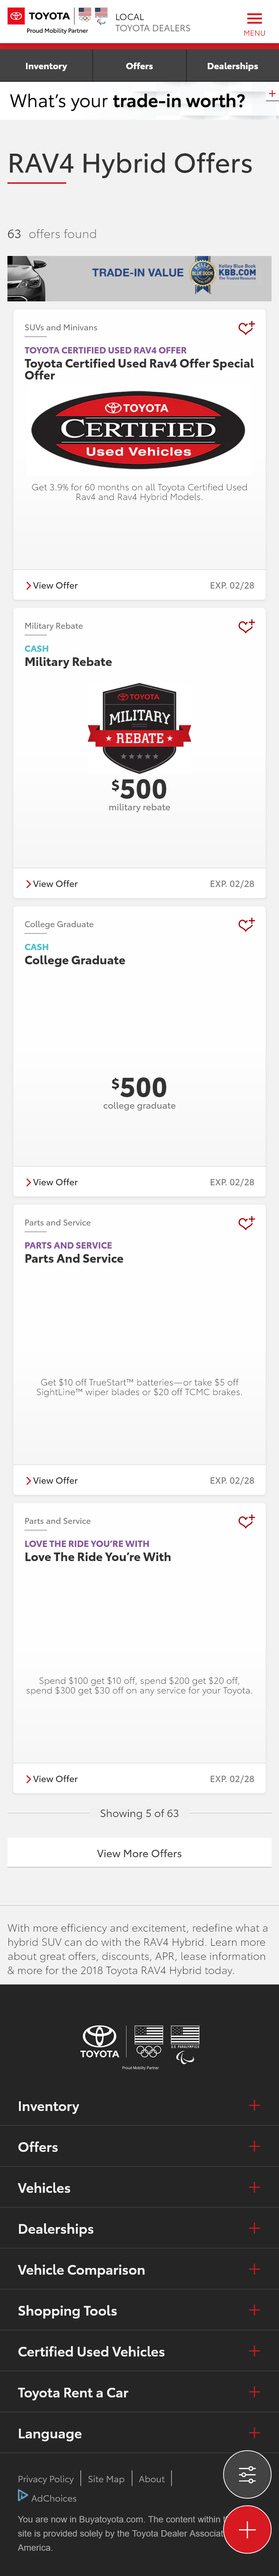 TOYOTA
Proud Mobility Partner
LOCAL
TOYOTA DEALERS
MENU
Inventory
Offers
Dealerships
What's your trade-in worth?
RAV4 Hybrid Offers
63 offers found
TRADE-IN VALUE
Kelley Blue Book
KBB.COM
The Trusted Resource
SUVs and Minivans
TOYOTA CERTIFIED USED RAV4 OFFER
Toyota Certified Used Rav4 Offer Special
Offer
TOYOTA
CERTIFIED
Used Vehicles
Get 3.9% for 60 months on all Toyota Certified Used
Rav4 and Rav4 Hybrid Models.
View Offer
EXP. 02/28
Military Rebate
CASH
Military Rebate
TOYOTA
MILITARY
REBATE
$500
military rebate
View Offer
EXP. 02/28
College Graduate
CASH
College Graduate
$500
college graduate
View Offer
EXP. 02/28
Parts and Service
PARTS AND SERVICE
Parts And Service
Get $10 off TrueStart™ batteries—or take $5 off
SightLine™ wiper blades or $20 off TCMC brakes.
View Offer
EXP. 02/28
Parts and Service
LOVE THE RIDE YOU'RE WITH
Love The Ride You're With
Spend $100 get $10 off, spend $200 get $20 off,
spend $300 get $30 off on any service for your Toyota.
View Offer
EXP. 02/28
Showing 5 of 63
View More Offers
With more efficiency and excitement, redefine what a
hybrid SUV can do with the RAV4 Hybrid. Learn more
about great offers, discounts, APR, lease information
& more for the 2018 Toyota RAV4 Hybrid today.
TOYOTA
U.S. PARALYMPICS
Proud Mobility Partner
Inventory
Offers
Vehicles
Dealerships
Vehicle Comparison
Shopping Tools
Certified Used Vehicles
Toyota Rent a Car
Language
Privacy Policy
Site Map
About
AdChoices
You are now in Buyatoyota.com. The content within
site is provided solely by the Toyota Dealer Associat
America.